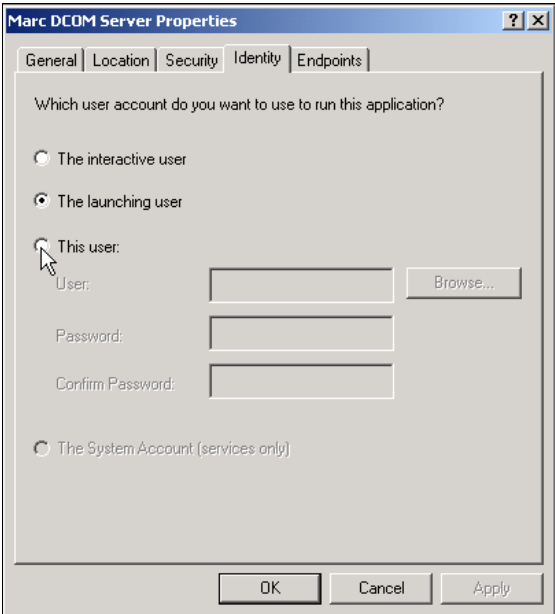 Marc DCOM Server Properties
General Location Security Identity Endpoints
Which user account do you want to use to run this application?
The interactive user
The launching user
This user:
User:
Browse...
Password:
Confirm Password:
The System Account (services only)
OK Cancel Apply